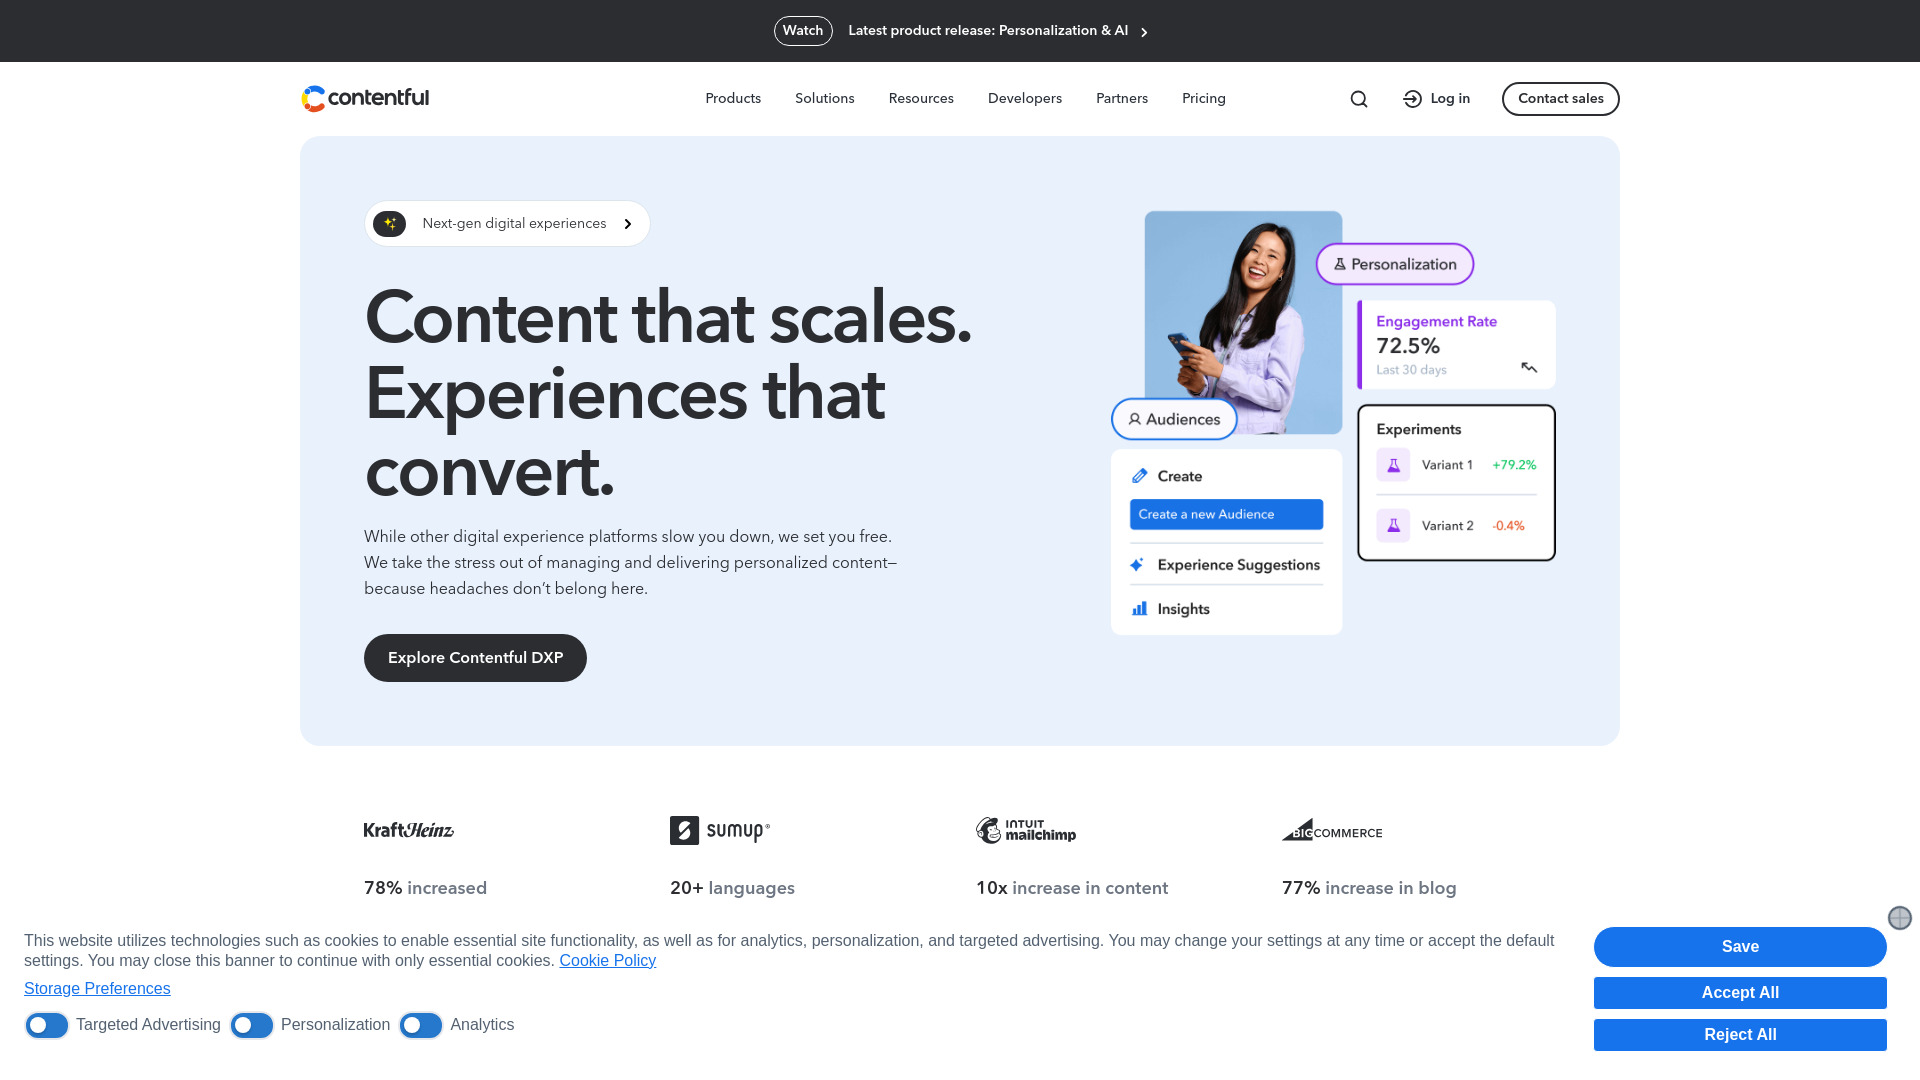 Watch
Latest product release: Personalization & AI
contentful
Products
Solutions
Resources
Developers
Partners
Pricing
Log in
Contact sales
Next-gen digital experiences
Content that scales.
Experiences that
convert.
While other digital experience platforms slow you down, we set you free.
We take the stress out of managing and delivering personalized content—
because headaches don’t belong here.
Explore Contentful DXP
Personalization
Engagement Rate
72.5%
Last 30 days
Audiences
Create
Create a new Audience
Experience Suggestions
Insights
Experiments
Variant 1
+79.2%
Variant 2
-0.4%
KraftHeinz
sumup®
INTUIT
mailchimp
BIGCOMMERCE
78% increased
20+ languages
10x increase in content
77% increase in blog
This website utilizes technologies such as cookies to enable essential site functionality, as well as for analytics, personalization, and targeted advertising. You may change your settings at any time or accept the default
settings. You may close this banner to continue with only essential cookies. Cookie Policy
Storage Preferences
Targeted Advertising
Personalization
Analytics
Save
Accept All
Reject All